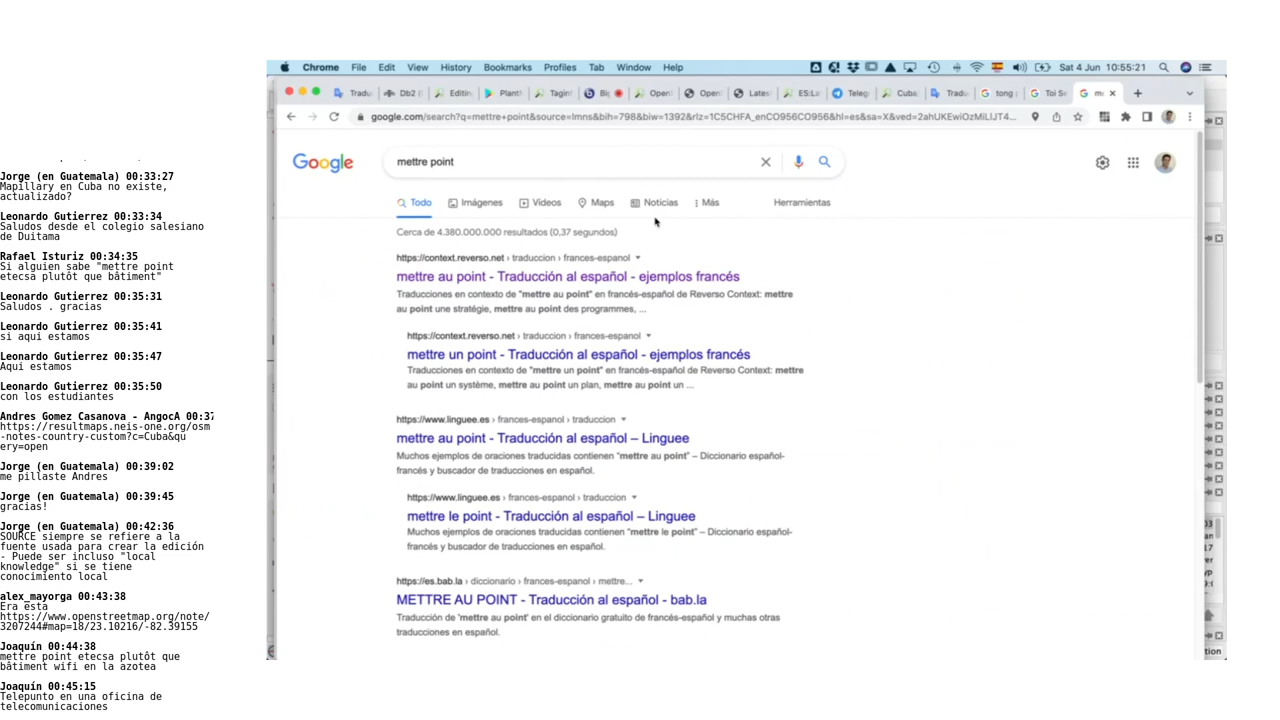 Jorge (en Guatemala) 00:33:27
Mapillary en Cuba no existe,
actualizado?
Leonardo Gutierrez 00:33:34
Saludos desde el colegio salesiano
de Duitama
Rafael Isturiz 00:34:35
Si alguien sabe "mettre point
etecsa plutôt que bâtiment"
Leonardo Gutierrez 00:35:31
Saludos . gracias
Leonardo Gutierrez 00:35:41
si aqui estamos
Leonardo Gutierrez 00:35:47
Aqui estamos
Leonardo Gutierrez 00:35:50
con los estudiantes
Andres Gomez Casanova - AngocA 00:37
https://resultmaps.neis-one.org/osm
-notes-country-custom?c=Cuba&qu
ery=open
Jorge (en Guatemala) 00:39:02
me pillaste Andres
Jorge (en Guatemala) 00:39:45
gracias!
Jorge (en Guatemala) 00:42:36
SOURCE siempre se refiere a la
fuente usada para crear la edición
- Puede ser incluso "local
knowledge" si se tiene
conocimiento local
alex_mayorga 00:43:38
Era esta
https://www.openstreetmap.org/note/
3207244#map=18/23.10216/-82.39155
Joaquín 00:44:38
mettre point etecsa plutôt que
bâtiment wifi en la azotea
Joaquín 00:45:15
Telepunto en una oficina de
telecomunicaciones
Chrome File Edit View History Bookmarks Profiles Tab Window Help Sat 4 Jun 10:55:21
Tradu Db2 Editin Planti Tagin Big Open Open Latest ES:La Teleg Cuba Tradu tong Toi Si
google.com/search?q=mettre+point&source=lmns&bih=798&biw=1392&rlz=1C5CHFA_enCO956CO956&hl=es&sa=X&ved=2ahUKEwiOzMiLlJT4...
Google mettre point
Todo Imágenes Videos Maps Noticias Más Herramientas
Cerca de 4.380.000.000 resultados (0,37 segundos)
https://context.reverso.net › traduccion › frances-espanol
mettre au point - Traducción al español - ejemplos francés
Traducciones en contexto de "mettre au point" en francés-español de Reverso Context: mettre
au point une stratégie, mettre au point des programmes, ...
https://context.reverso.net › traduccion › frances-espanol
mettre un point - Traducción al español - ejemplos francés
Traducciones en contexto de "mettre un point" en francés-español de Reverso Context: mettre
au point un système, mettre au point un plan, mettre au point un ...
https://www.linguee.es › frances-espanol › traduccion
mettre au point - Traducción al español – Linguee
Muchos ejemplos de oraciones traducidas contienen "mettre au point" – Diccionario español-
francés y buscador de traducciones en español.
https://www.linguee.es › frances-espanol › traduccion
mettre le point - Traducción al español – Linguee
Muchos ejemplos de oraciones traducidas contienen "mettre le point" – Diccionario español-
francés y buscador de traducciones en español.
https://es.bab.la › diccionario › frances-espanol › mettre...
METTRE AU POINT - Traducción al español - bab.la
Traducción de 'mettre au point' en el diccionario gratuito de francés-español y muchas otras
traducciones en español.